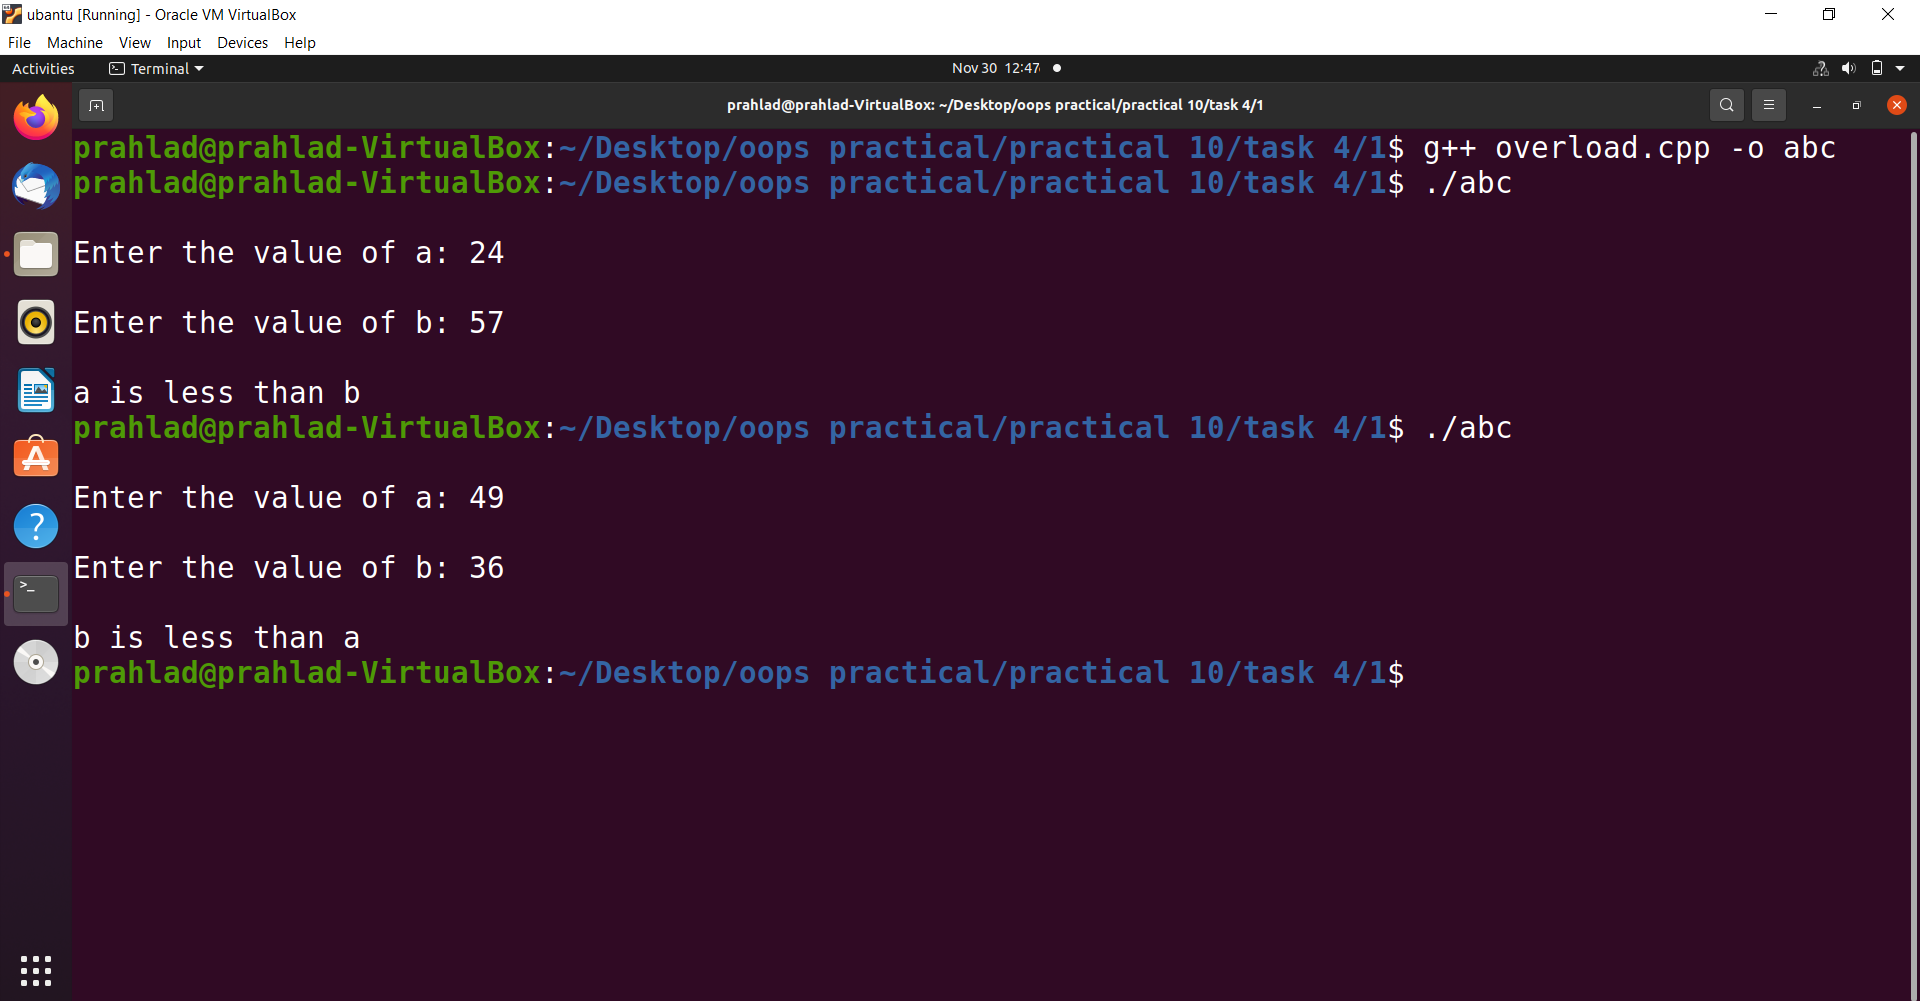 ubantu [Running] - Oracle VM VirtualBox
File Machine View Input Devices Help
Activities Terminal Nov 30 12:47
prahlad@prahlad-VirtualBox: ~/Desktop/oops practical/practical 10/task 4/1
prahlad@prahlad-VirtualBox:~/Desktop/oops practical/practical 10/task 4/1$ g++ overload.cpp -o abc
prahlad@prahlad-VirtualBox:~/Desktop/oops practical/practical 10/task 4/1$ ./abc
Enter the value of a: 24
Enter the value of b: 57
a is less than b
prahlad@prahlad-VirtualBox:~/Desktop/oops practical/practical 10/task 4/1$ ./abc
Enter the value of a: 49
Enter the value of b: 36
b is less than a
prahlad@prahlad-VirtualBox:~/Desktop/oops practical/practical 10/task 4/1$